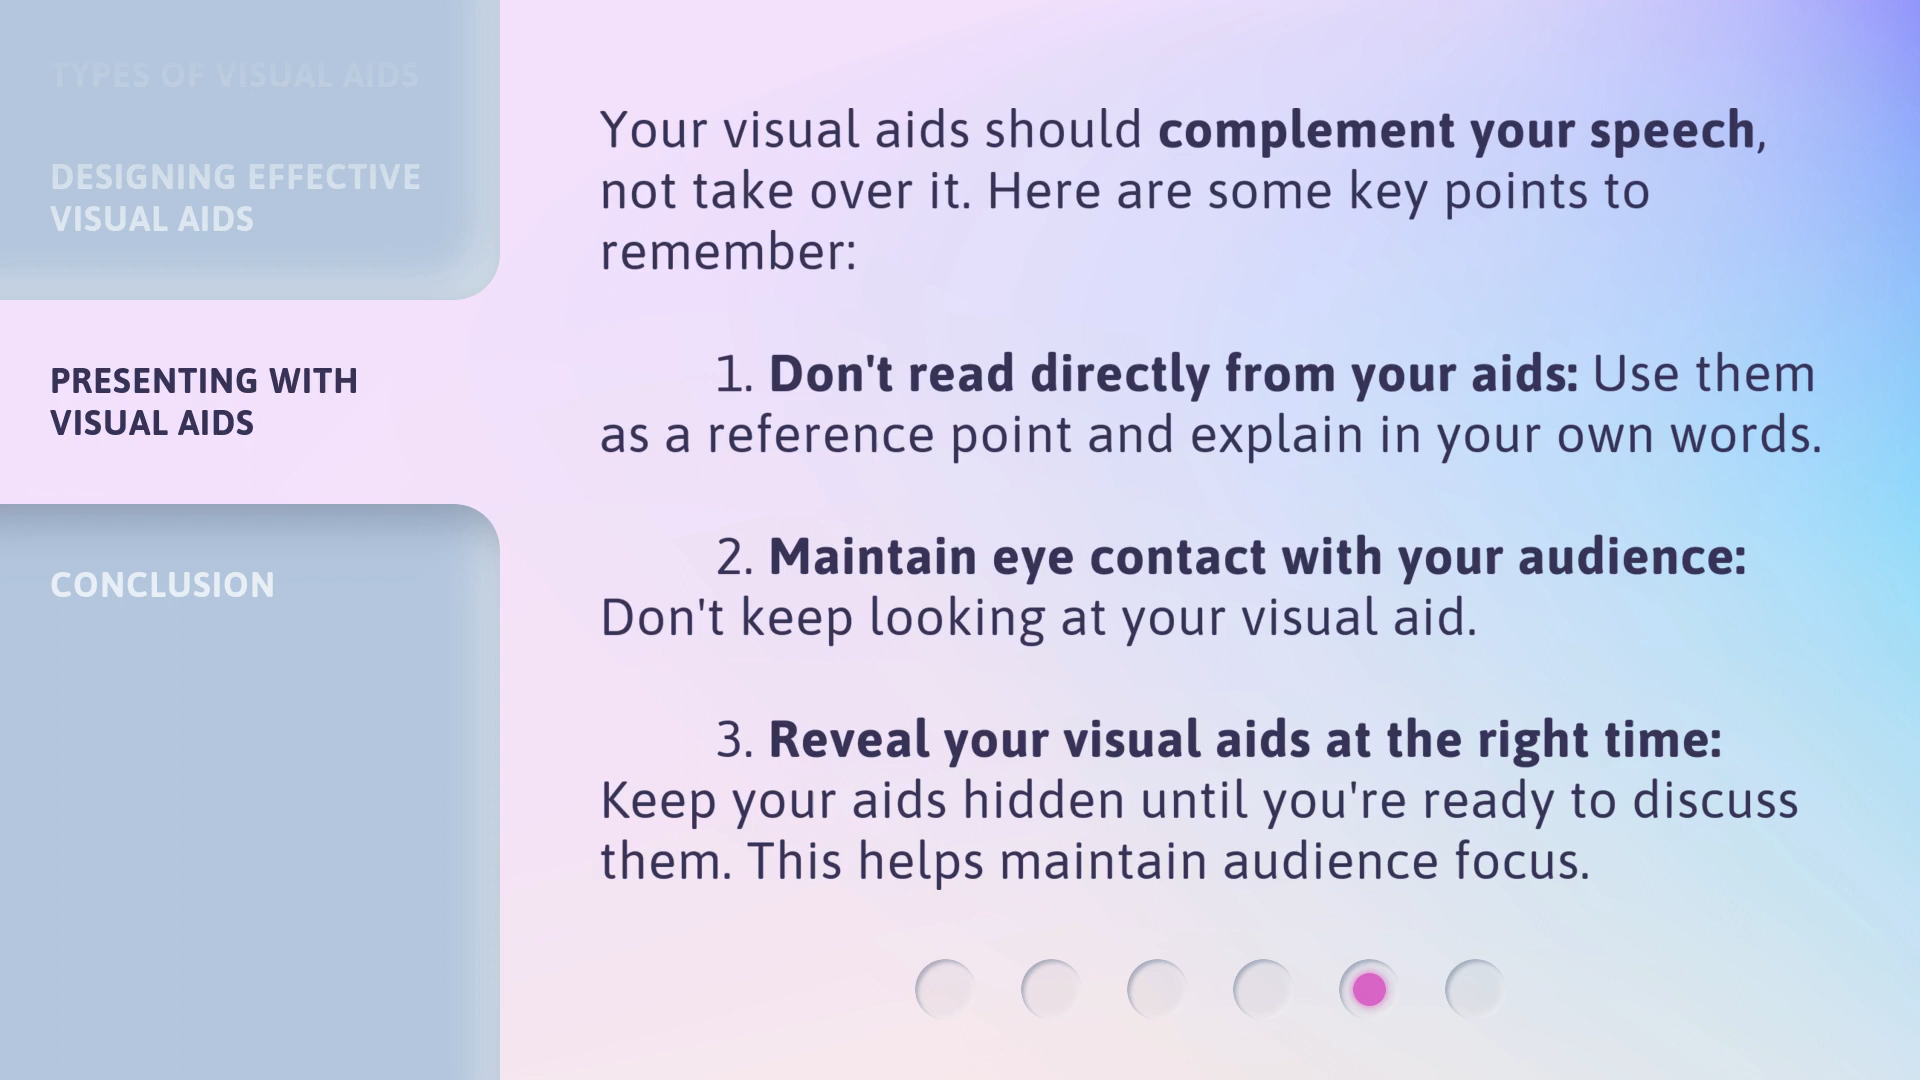 TYPES OF VISUAL AIDS
DESIGNING EFFECTIVE
VISUAL AIDS
PRESENTING WITH
VISUAL AIDS
CONCLUSION
Your visual aids should complement your speech,
not take over it. Here are some key points to
remember:
1. Don't read directly from your aids: Use them
as a reference point and explain in your own words.
2. Maintain eye contact with your audience:
Don't keep looking at your visual aid.
3. Reveal your visual aids at the right time:
Keep your aids hidden until you're ready to discuss
them. This helps maintain audience focus.